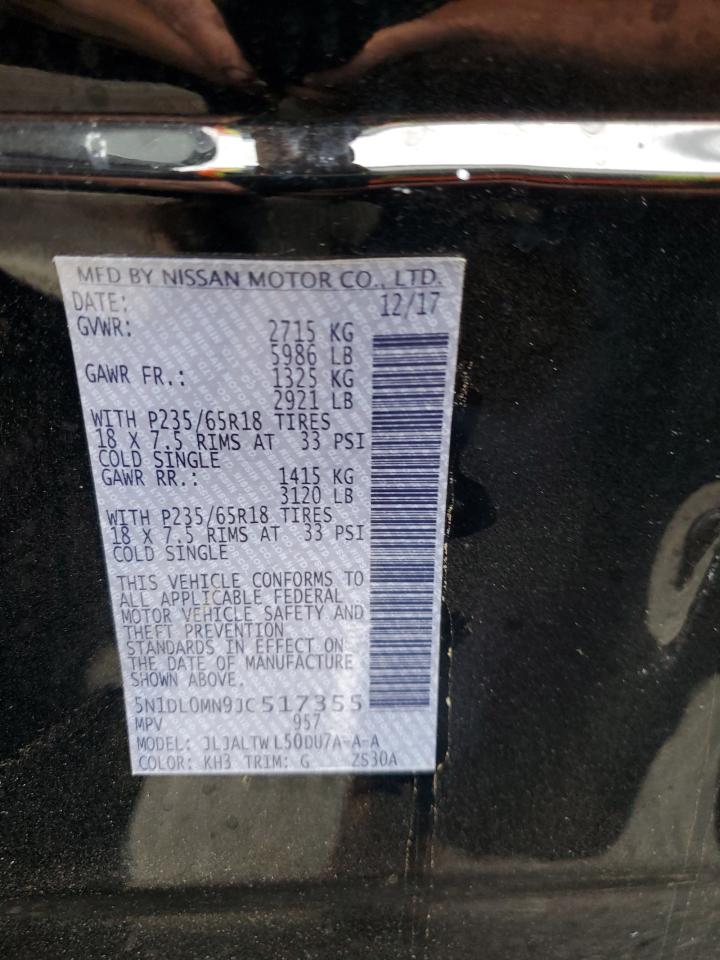 MFD BY NISSAN MOTOR CO., LTD.
DATE: 12/17
GVWR: 2715 KG
5986 LB
GAWR FR.: 1325 KG
2921 LB
WITH P235/65R18 TIRES
18 X 7.5 RIMS AT 33 PSI
COLD SINGLE
GAWR RR.: 1415 KG
3120 LB
WITH P235/65R18 TIRES
18 X 7.5 RIMS AT 33 PSI
COLD SINGLE
THIS VEHICLE CONFORMS TO
ALL APPLICABLE FEDERAL
MOTOR VEHICLE SAFETY AND
THEFT PREVENTION
STANDARDS IN EFFECT ON
THE DATE OF MANUFACTURE
SHOWN ABOVE.
5N1DL0MN9JC517355
MPV 957
MODEL: JLJALTWL50DU7A-A-A
COLOR: KH3 TRIM: G ZS30A